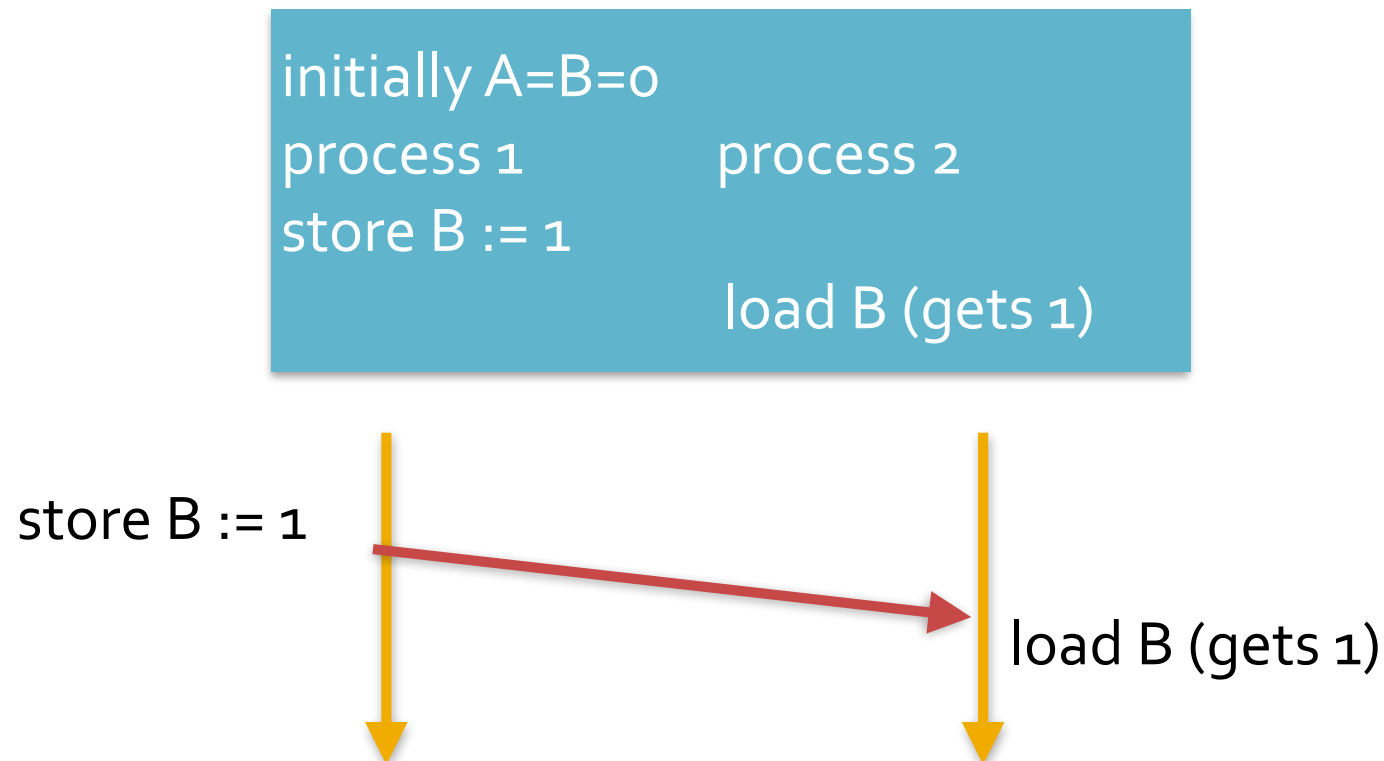 initially A=B=0
process 1 process 2
store B := 1
load B (gets 1)
store B := 1
load B (gets 1)